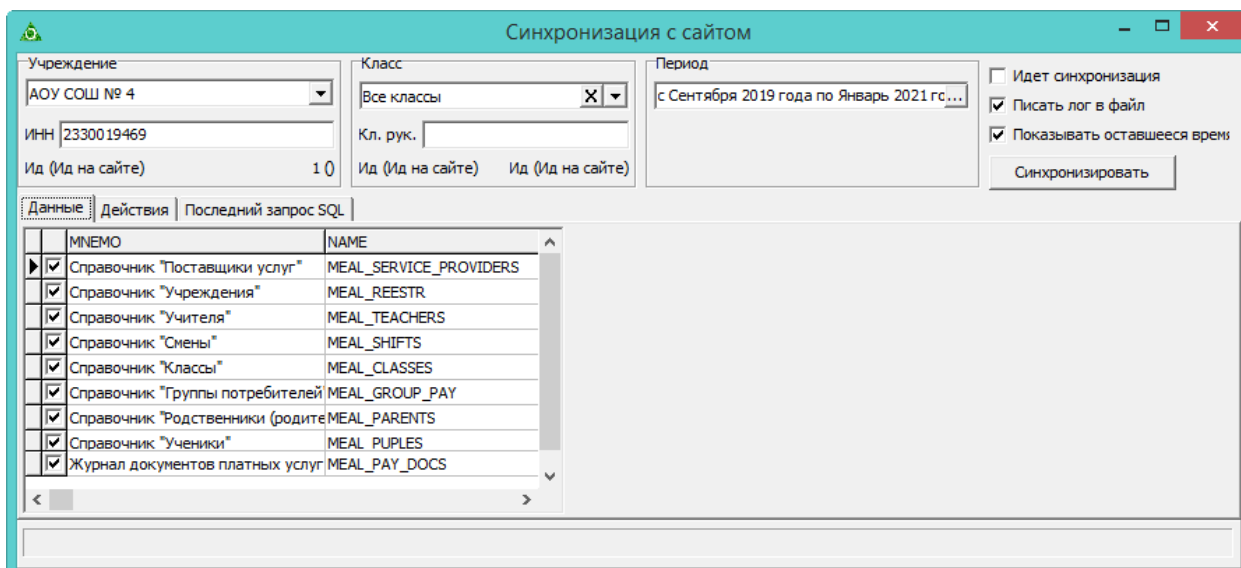 Синхронизация с сайтом
Учреждение
АОУ СОШ № 4
ИНН 2330019469
Ид (Ид на сайте) 1 ()
Класс
Все классы
Кл. рук.
Ид (Ид на сайте) Ид (Ид на сайте)
Период
с Сентября 2019 года по Январь 2021 гс...
Идет синхронизация
Писать лог в файл
Показывать оставшееся время
Синхронизировать
Данные Действия Последний запрос SQL
MNEMO NAME
Справочник "Поставщики услуг" MEAL_SERVICE_PROVIDERS
Справочник "Учреждения" MEAL_REESTR
Справочник "Учителя" MEAL_TEACHERS
Справочник "Смены" MEAL_SHIFTS
Справочник "Классы" MEAL_CLASSES
Справочник "Группы потребителей" MEAL_GROUP_PAY
Справочник "Родственники (родите MEAL_PARENTS
Справочник "Ученики" MEAL_PUPLES
Журнал документов платных услуг MEAL_PAY_DOCS